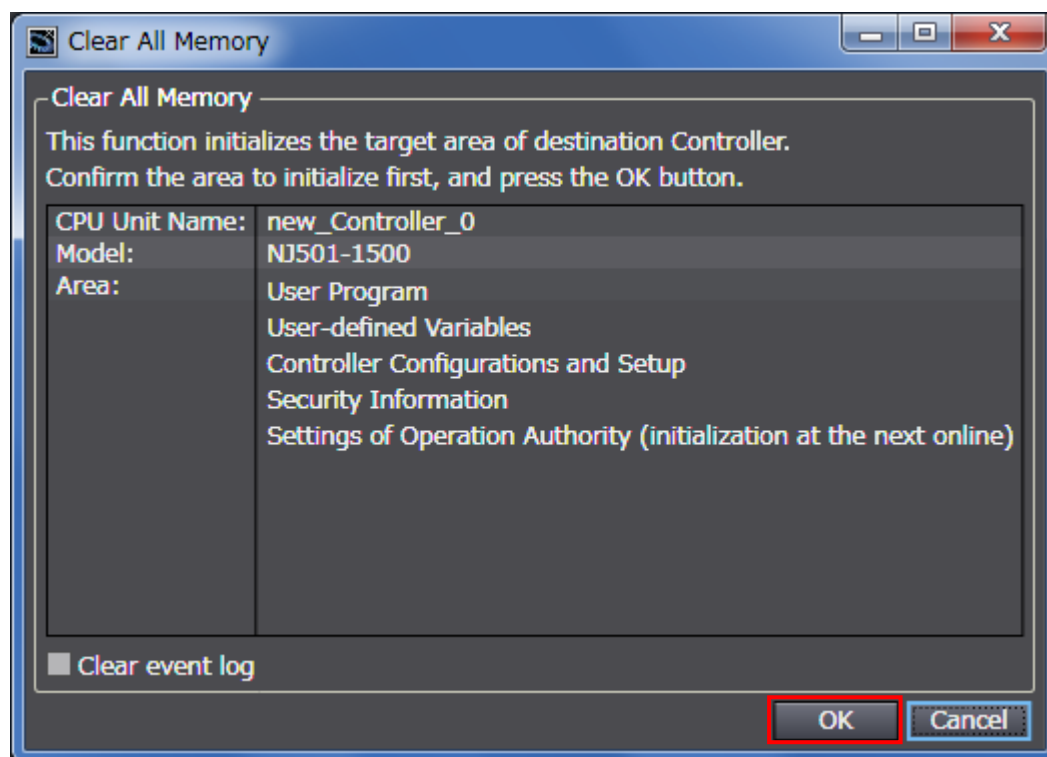 Clear All Memory
Clear All Memory
This function initializes the target area of destination Controller.
Confirm the area to initialize first, and press the OK button.
CPU Unit Name: new_Controller_0
Model: NJ501-1500
Area: User Program
User-defined Variables
Controller Configurations and Setup
Security Information
Settings of Operation Authority (initialization at the next online)
Clear event log
OK Cancel